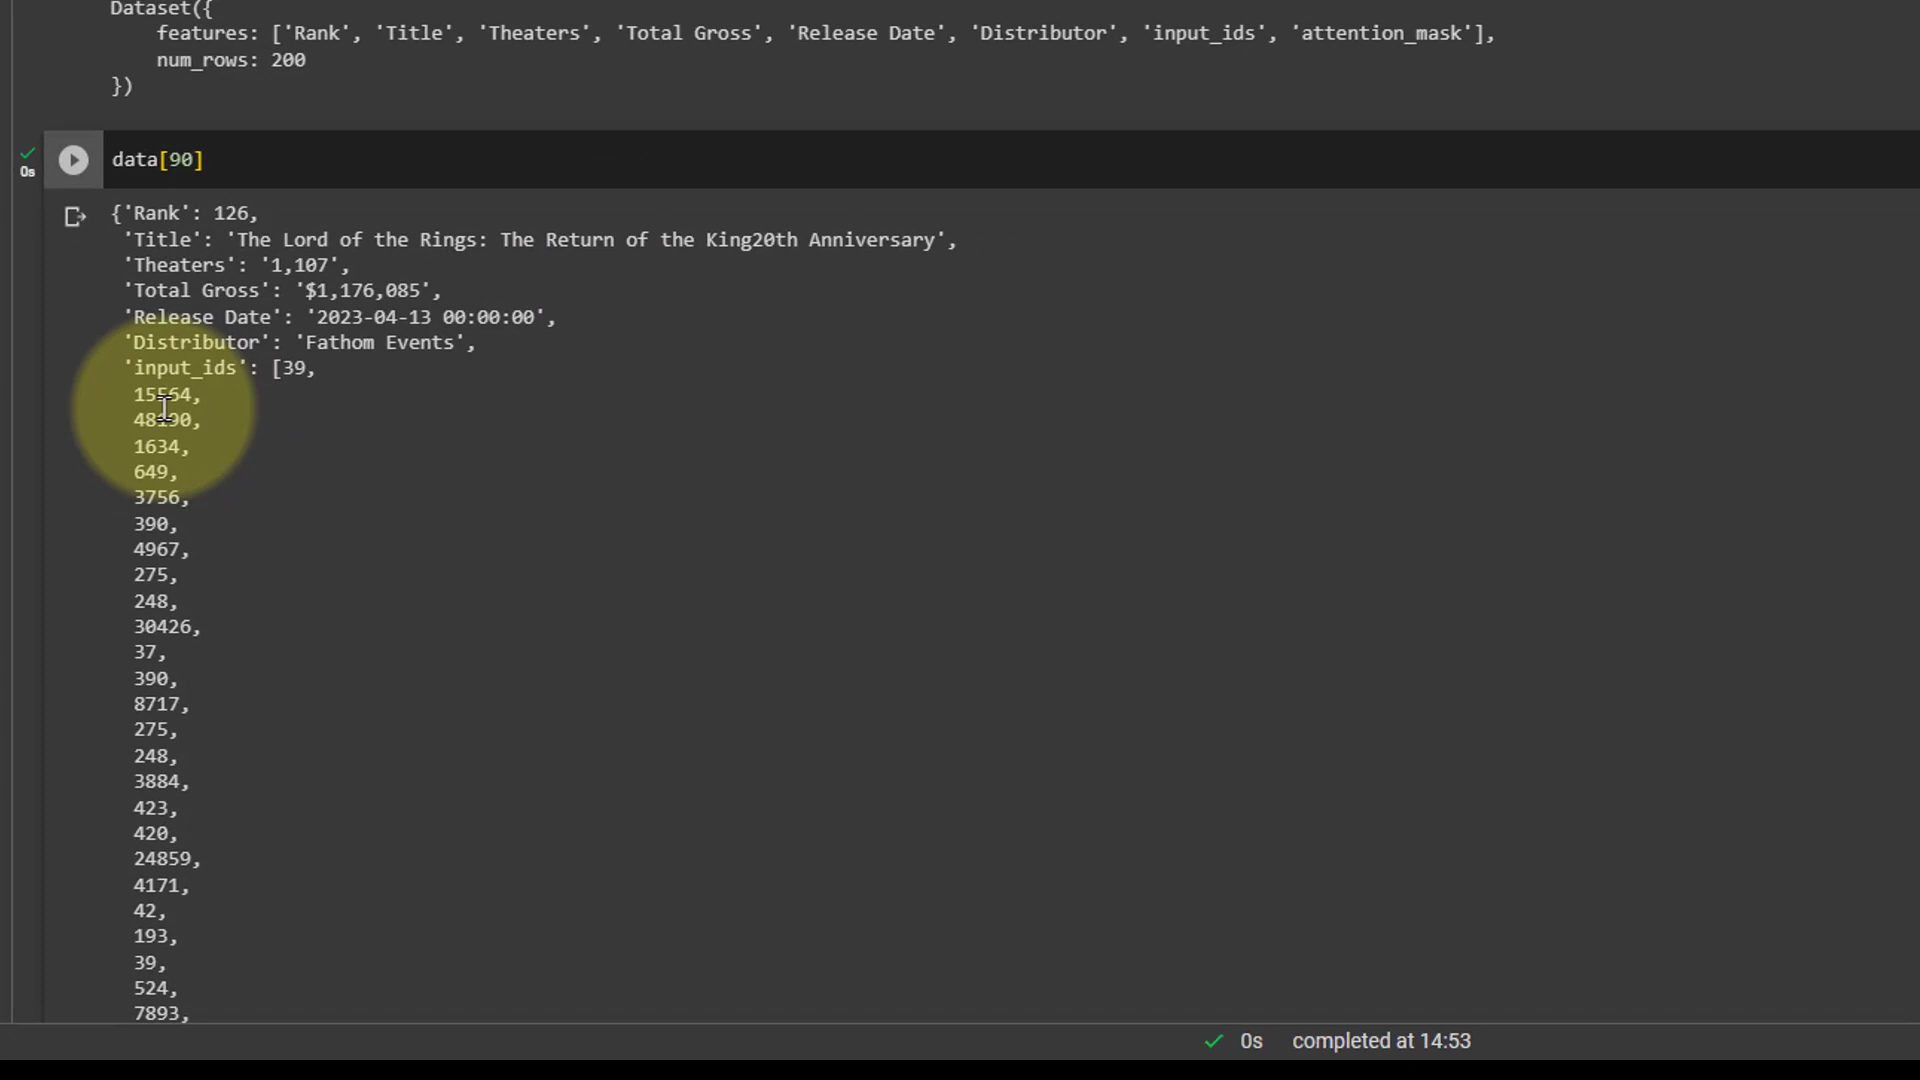 Dataset({
features: ['Rank', 'Title', 'Theaters', 'Total Gross', 'Release Date', 'Distributor', 'input_ids', 'attention_mask'],
num_rows: 200
})
0s
data[90]
{'Rank': 126,
'Title': 'The Lord of the Rings: The Return of the King20th Anniversary',
'Theaters': '1,107',
'Total Gross': '$1,176,085',
'Release Date': '2023-04-13 00:00:00',
'Distributor': 'Fathom Events',
'input_ids': [39,
15564,
48190,
1634,
649,
3756,
390,
4967,
275,
248,
30426,
37,
390,
8717,
275,
248,
3884,
423,
420,
24859,
4171,
42,
193,
39,
524,
7893,
0s completed at 14:53